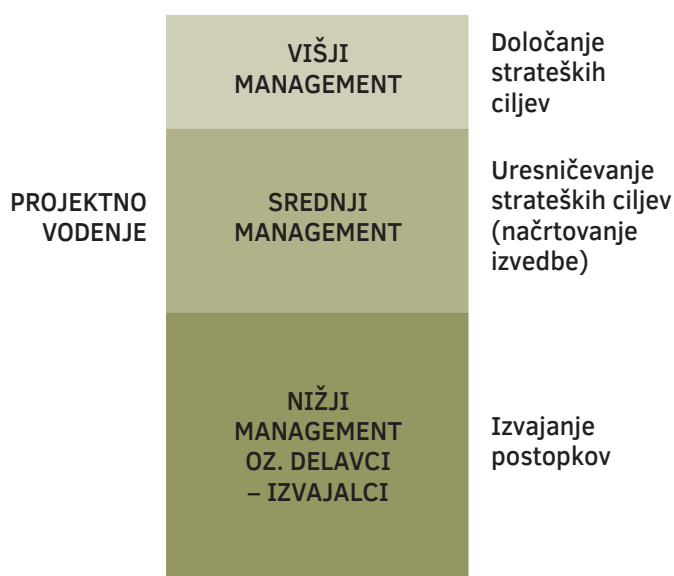 VIŠJI
MANAGEMENT
Določanje
strateških
ciljev
PROJEKTNO
VODENJE
SREDNJI
MANAGEMENT
Uresničevanje
strateških ciljev
(načrtovanje
izvedbe)
NIŽJI
MANAGEMENT
OZ. DELAVCI
– IZVAJALCI
Izvajanje
postopkov